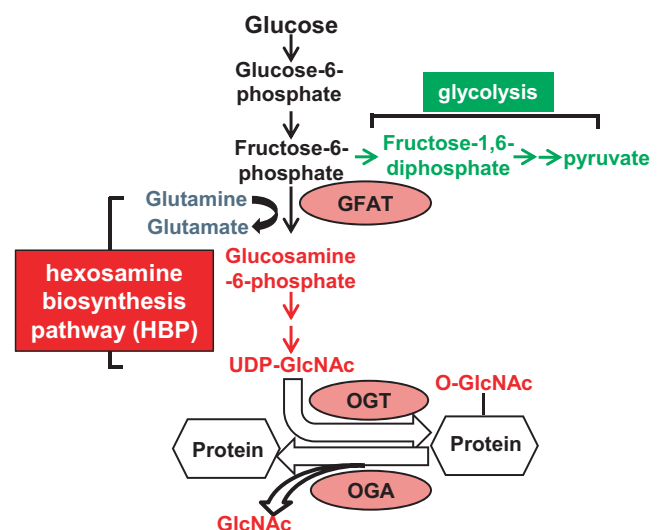 Glucose
Glucose-6-
phosphate
glycolysis
Fructose-6-
phosphate
Fructose-1,6-
diphosphate
pyruvate
Glutamine
Glutamate
GFAT
hexosamine
biosynthesis
pathway (HBP)
Glucosamine
-6-phosphate
UDP-GlcNAc
O-GlcNAc
OGT
Protein
Protein
OGA
GlcNAc